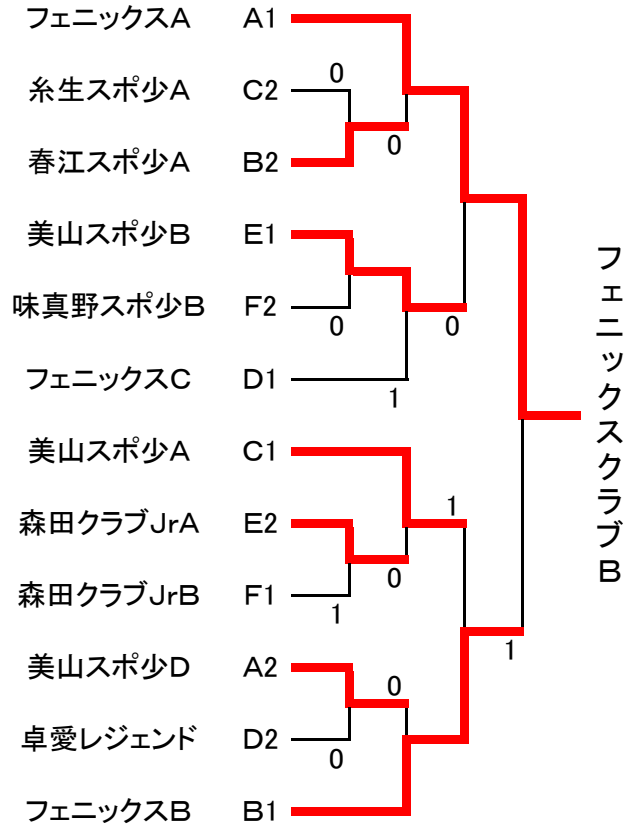 フェニックスA A1
0
糸生スポ少A C2
0
春江スポ少A B2
美山スポ少B E1
味真野スポ少B F2
0
0
フェニックスC D1
1
美山スポ少A C1
1
森田クラブJrA E2
0
森田クラブJrB F1
1
1
美山スポ少D A2
0
卓愛レジェンド D2
0
フェニックスB B1
フェニックスクラブB